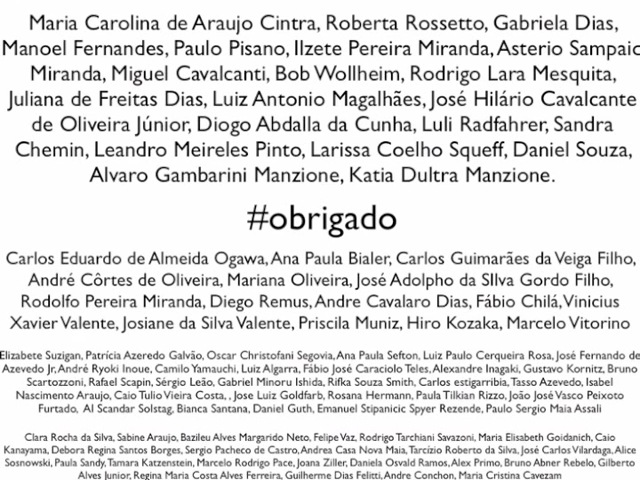 Maria Carolina de Araujo Cintra, Roberta Rossetto, Gabriela Dias,
Manoel Fernandes, Paulo Pisano, Ilzete Pereira Miranda, Asterio Sampaio
Miranda, Miguel Cavalcanti, Bob Wollheim, Rodrigo Lara Mesquita,
Juliana de Freitas Dias, Luiz Antonio Magalhães, José Hilário Cavalcante
de Oliveira Júnior, Diogo Abdalla da Cunha, Luli Radfahrer, Sandra
Chemin, Leandro Meireles Pinto, Larissa Coelho Squeff, Daniel Souza,
Alvaro Gambarini Manzione, Katia Dultra Manzione.
#obrigado
Carlos Eduardo de Almeida Ogawa, Ana Paula Bialer, Carlos Guimarães da Veiga Filho,
André Côrtes de Oliveira, Mariana Oliveira, José Adolpho da SIlva Gordo Filho,
Rodolfo Pereira Miranda, Diego Remus, Andre Cavalaro Dias, Fábio Chilá, Vinicius
Xavier Valente, Josiane da Silva Valente, Priscila Muniz, Hiro Kozaka, Marcelo Vitorino
Elizabete Suzigan, Patrícia Azeredo Galvão, Oscar Christofani Segovia, Ana Paula Sefton, Luiz Paulo Cerqueira Rosa, José Fernando de
Azevedo Jr, André Ryoki Inoue, Camilo Yamauchi, Luiz Algarra, Fábio José Caraciolo Teles, Alexandre Inagaki, Gustavo Kornitz, Bruno
Scartozzoni, Rafael Scapin, Sérgio Leão, Gabriel Minoru Ishida, Rifka Souza Smith, Carlos estigarribia, Tasso Azevedo, Isabel
Nascimento Araujo, Caio Tulio Vieira Costa, , Jose Luiz Goldfarb, Rosana Hermann, Paula Tilkian Rizzo, João José Vasco Peixoto
Furtado, Al Scandar Solstag, Bianca Santana, Daniel Guth, Emanuel Stipanicic Spyer Rezende, Paulo Sergio Maia Assali
Clara Rocha da Silva, Sabine Araujo, Bazileu Alves Margarido Neto, Felipe Vaz, Rodrigo Tarchiani Savazoni, Maria Elisabeth Goidanich, Caio
Kanayama, Debora Regina Santos Borges, Sergio Pacheco de Castro, Andrea Casa Nova Maia, Tarcízio Roberto da Silva, José Carlos Vilardaga, Alice
Sosnowski, Paula Sandy, Tamara Katzenstein, Marcelo Rodrigo Pace, Joana Ziller, Daniela Osvald Ramos, Alex Primo, Bruno Abner Rebelo, Gilberto
Alves Junior, Regina Maria Costa Alves Ferreira, Guilherme Dias Felitti, Andre Conchon, Maria Cristina Cavezam